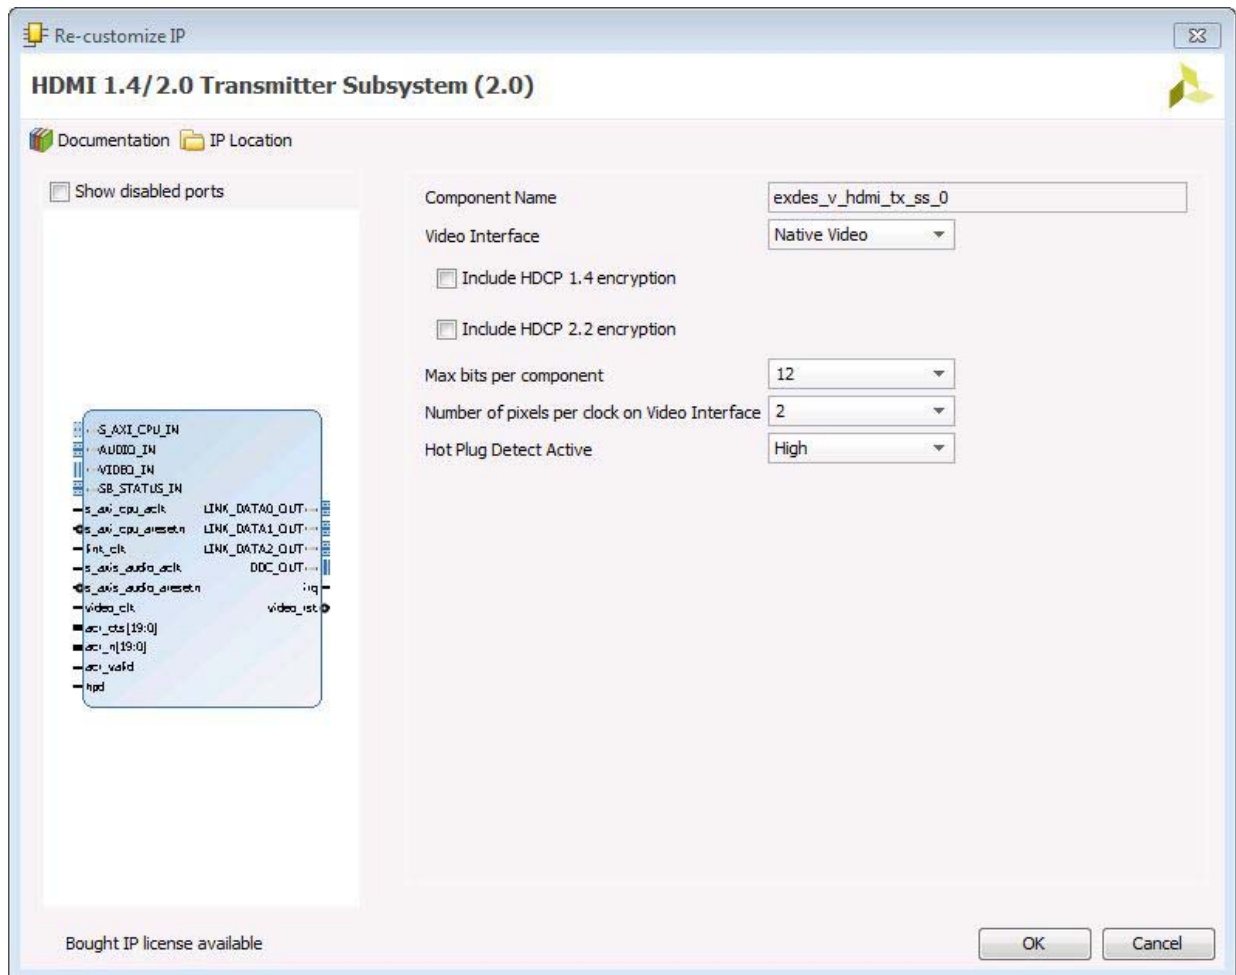 Re-customize IP
HDMI 1.4/2.0 Transmitter Subsystem (2.0)
Documentation IP Location
Show disabled ports
Component Name exdes_v_hdmi_tx_ss_0
Video Interface Native Video
Include HDCP 1.4 encryption
Include HDCP 2.2 encryption
Max bits per component 12
Number of pixels per clock on Video Interface 2
Hot Plug Detect Active High
S_AXI_CPU_IN
AUDIO_IN
VIDEO_IN
SB_STATUS_IN
s_axi_cpu_aclk LINK_DATA0_OUT
s_axi_cpu_aresetn LINK_DATA1_OUT
link_clk LINK_DATA2_OUT
s_axis_audio_aclk DDC_OUT
s_axis_audio_aresetn irq
video_clk video_rst
acr_cts[19:0]
acr_n[19:0]
acr_valid
hpd
Bought IP license available
OK Cancel